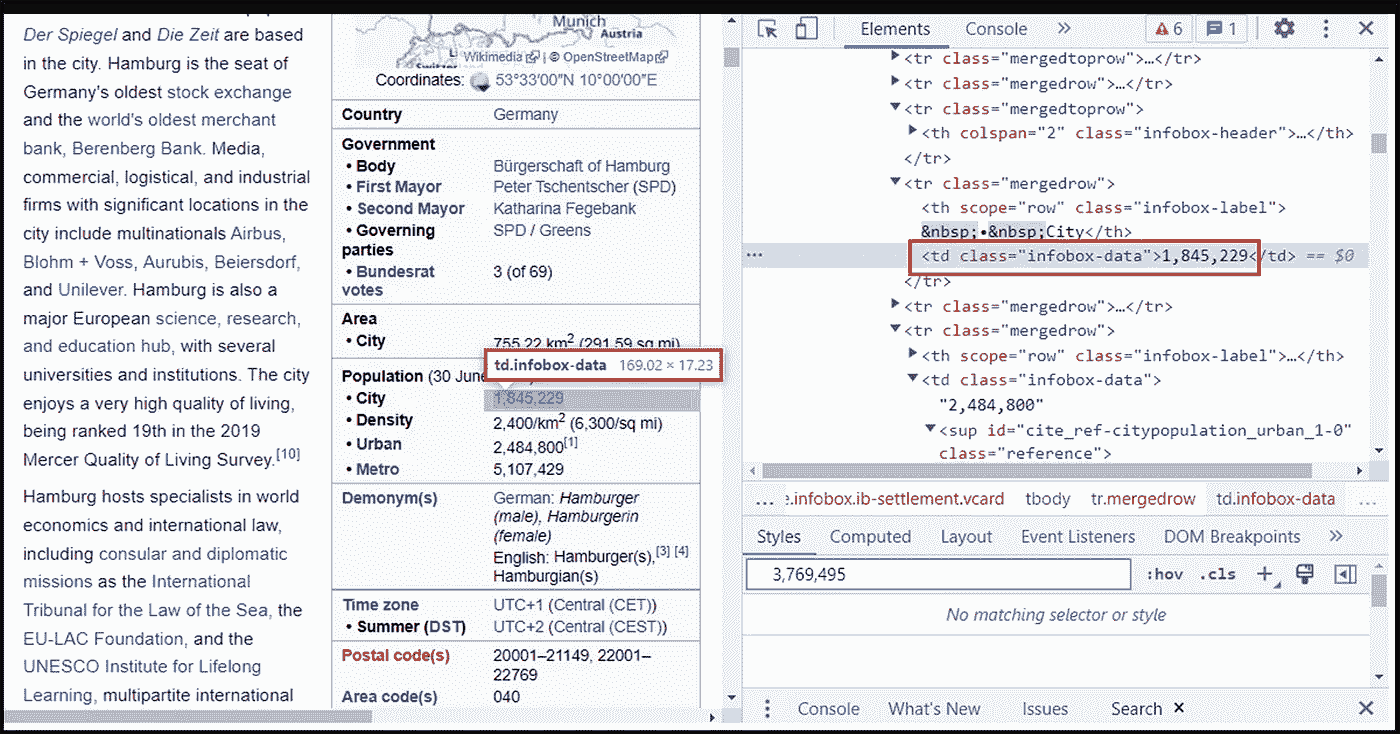 Der Spiegel and Die Zeit are based
in the city. Hamburg is the seat of
Germany's oldest stock exchange
and the world's oldest merchant
bank, Berenberg Bank. Media,
commercial, logistical, and industrial
firms with significant locations in the
city include multinationals Airbus,
Blohm + Voss, Aurubis, Beiersdorf,
and Unilever. Hamburg is also a
major European science, research,
and education hub, with several
universities and institutions. The city
enjoys a very high quality of living,
being ranked 19th in the 2019
Mercer Quality of Living Survey.[10]
Hamburg hosts specialists in world
economics and international law,
including consular and diplomatic
missions as the International
Tribunal for the Law of the Sea, the
EU-LAC Foundation, and the
UNESCO Institute for Lifelong
Learning, multipartite international
Munich
Austria
Wikimedia | © OpenStreetMap
Coordinates: 53°33′00″N 10°00′00″E
Country Germany
Government
• Body Bürgerschaft of Hamburg
• First Mayor Peter Tschentscher (SPD)
• Second Mayor Katharina Fegebank
• Governing SPD / Greens
parties
• Bundesrat 3 (of 69)
votes
Area
• City 755.22 km2 (291.59 sq mi)
td.infobox-data 169.02 × 17.23
Population (30 June
• City 1,845,229
• Density 2,400/km2 (6,300/sq mi)
• Urban 2,484,800[1]
• Metro 5,107,429
Demonym(s) German: Hamburger
(male), Hamburgerin
(female)
English: Hamburger(s),[3] [4]
Hamburgian(s)
Time zone UTC+1 (Central (CET))
• Summer (DST) UTC+2 (Central (CEST))
Postal code(s) 20001–21149, 22001–
22769
Area code(s) 040
Elements Console » 6 1
<tr class="mergedtoprow">…</tr>
<tr class="mergedrow">…</tr>
<tr class="mergedtoprow">
<th colspan="2" class="infobox-header">…</th>
</tr>
<tr class="mergedrow">
<th scope="row" class="infobox-label">
&nbsp;•&nbsp;City</th>
… <td class="infobox-data">1,845,229</td> == $0
</tr>
<tr class="mergedrow">…</tr>
<tr class="mergedrow">
<th scope="row" class="infobox-label">…</th>
<td class="infobox-data">
"2,484,800"
<sup id="cite_ref-citypopulation_urban_1-0"
class="reference">
… e.infobox.ib-settlement.vcard tbody tr.mergedrow td.infobox-data …
Styles Computed Layout Event Listeners DOM Breakpoints »
3,769,495 :hov .cls +
No matching selector or style
Console What's New Issues Search ×